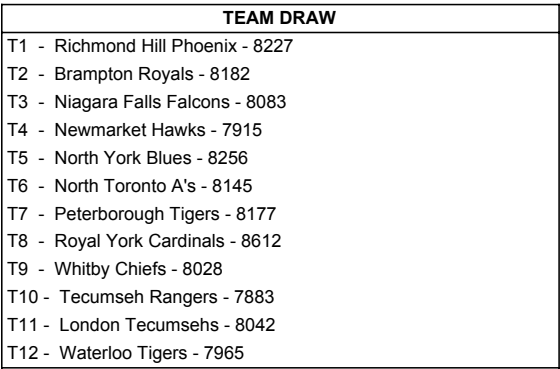 TEAM DRAW
T1 - Richmond Hill Phoenix - 8227
T2 - Brampton Royals - 8182
T3 - Niagara Falls Falcons - 8083
T4 - Newmarket Hawks - 7915
T5 - North York Blues - 8256
T6 - North Toronto A's - 8145
T7 - Peterborough Tigers - 8177
T8 - Royal York Cardinals - 8612
T9 - Whitby Chiefs - 8028
T10 - Tecumseh Rangers - 7883
T11 - London Tecumsehs - 8042
T12 - Waterloo Tigers - 7965